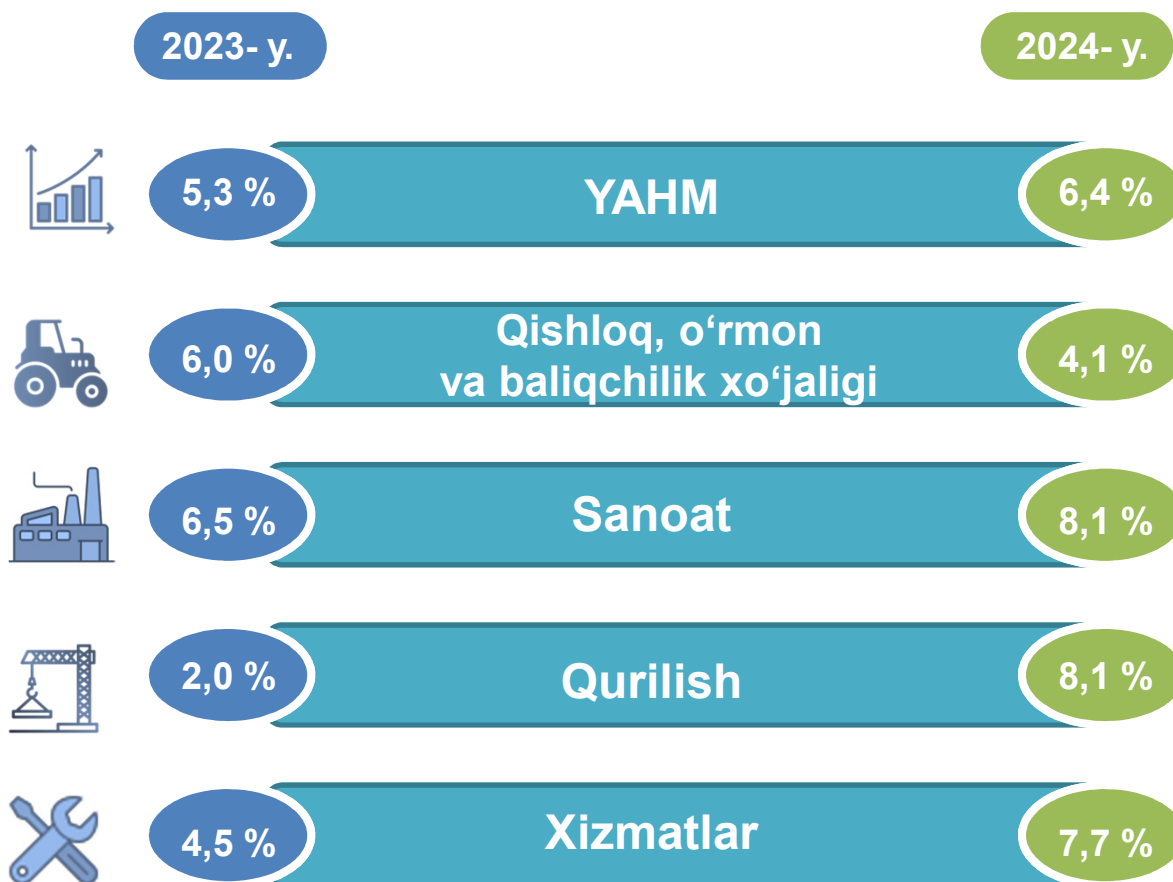 2023- y.
2024- y.
5,3 %
YAHM
6,4 %
6,0 %
Qishloq, o‘rmon
va baliqchilik xo‘jaligi
4,1 %
6,5 %
Sanoat
8,1 %
2,0 %
Qurilish
8,1 %
4,5 %
Xizmatlar
7,7 %